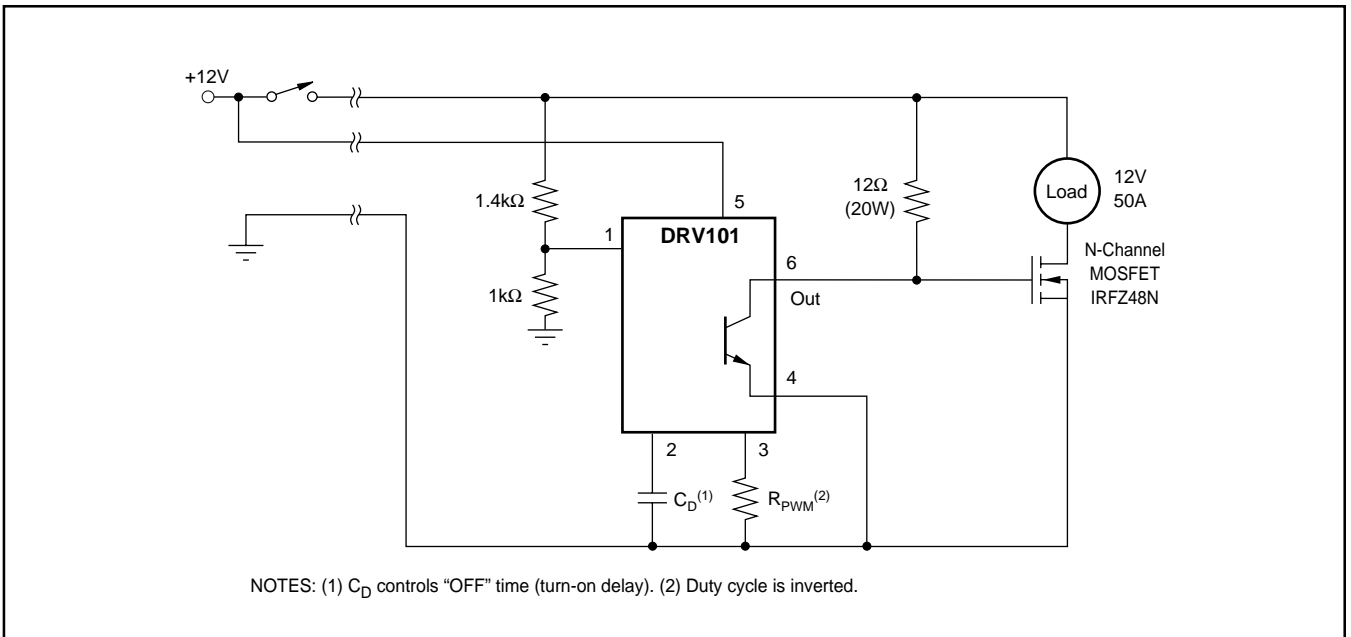 +12V
1.4kΩ
1kΩ
1
5
DRV101
6
Out
4
2
3
C_D(1)
R_PWM(2)
12Ω
(20W)
Load
12V
50A
N-Channel
MOSFET
IRFZ48N
NOTES: (1) C_D controls “OFF” time (turn-on delay). (2) Duty cycle is inverted.